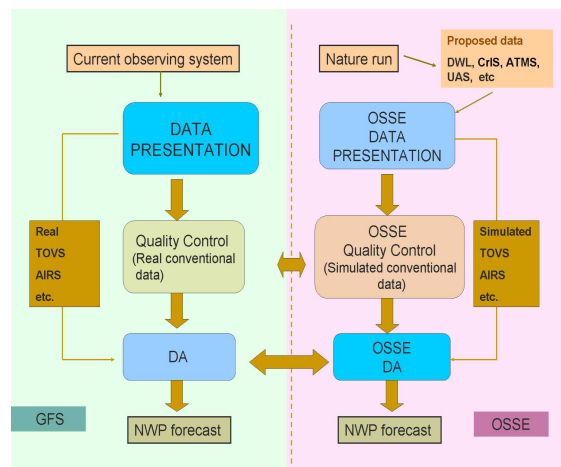 Current observing system
DATA
PRESENTATION
Real
TOVS
AIRS
etc.
Quality Control
(Real conventional
data)
DA
NWP forecast
GFS
Nature run
Proposed data
DWL, CrIS, ATMS,
UAS, etc
OSSE
DATA
PRESENTATION
OSSE
Quality Control
(Simulated conventional
data)
Simulated
TOVS
AIRS
etc.
OSSE
DA
NWP forecast
OSSE